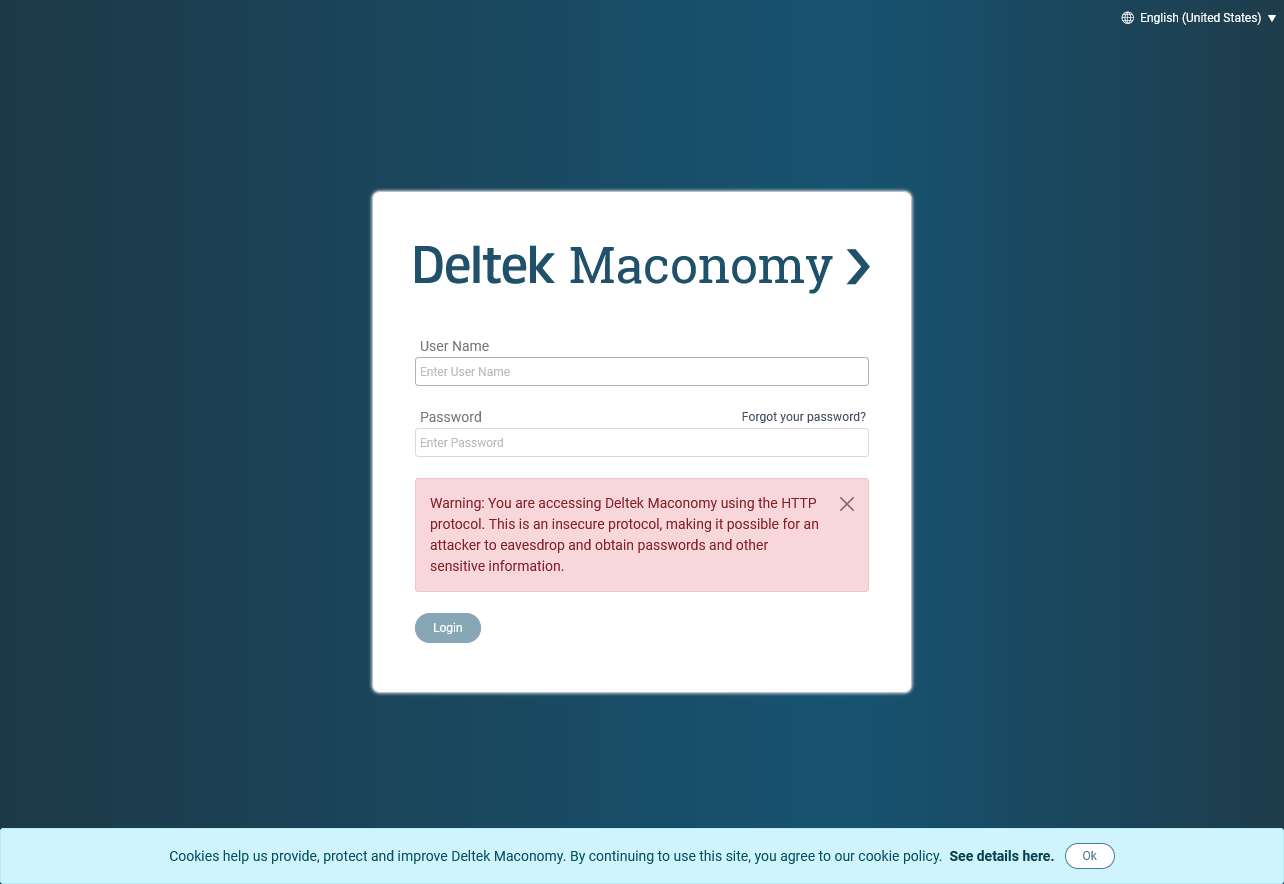 English (United States)
Deltek Maconomy
User Name
Enter User Name
Password Forgot your password?
Enter Password
Warning: You are accessing Deltek Maconomy using the HTTP
protocol. This is an insecure protocol, making it possible for an
attacker to eavesdrop and obtain passwords and other
sensitive information.
Login
Cookies help us provide, protect and improve Deltek Maconomy. By continuing to use this site, you agree to our cookie policy. See details here. Ok